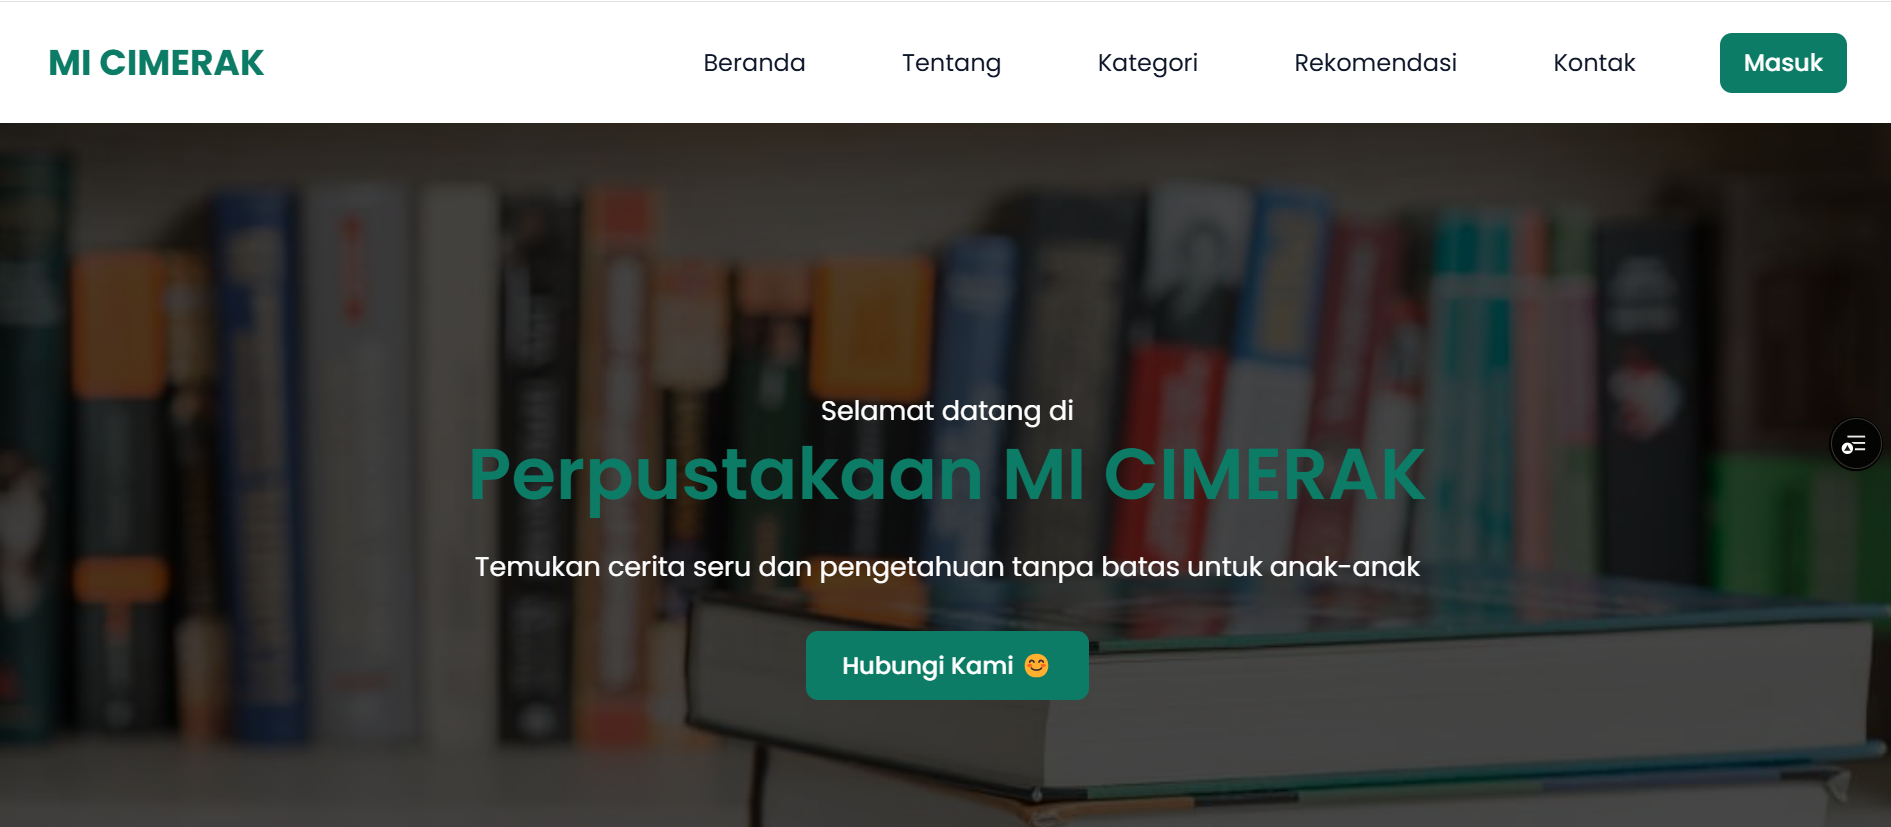 MI CIMERAK
Beranda
Tentang
Kategori
Rekomendasi
Kontak
Masuk
Selamat datang di
Perpustakaan MI CIMERAK
Temukan cerita seru dan pengetahuan tanpa batas untuk anak-anak
Hubungi Kami 😊